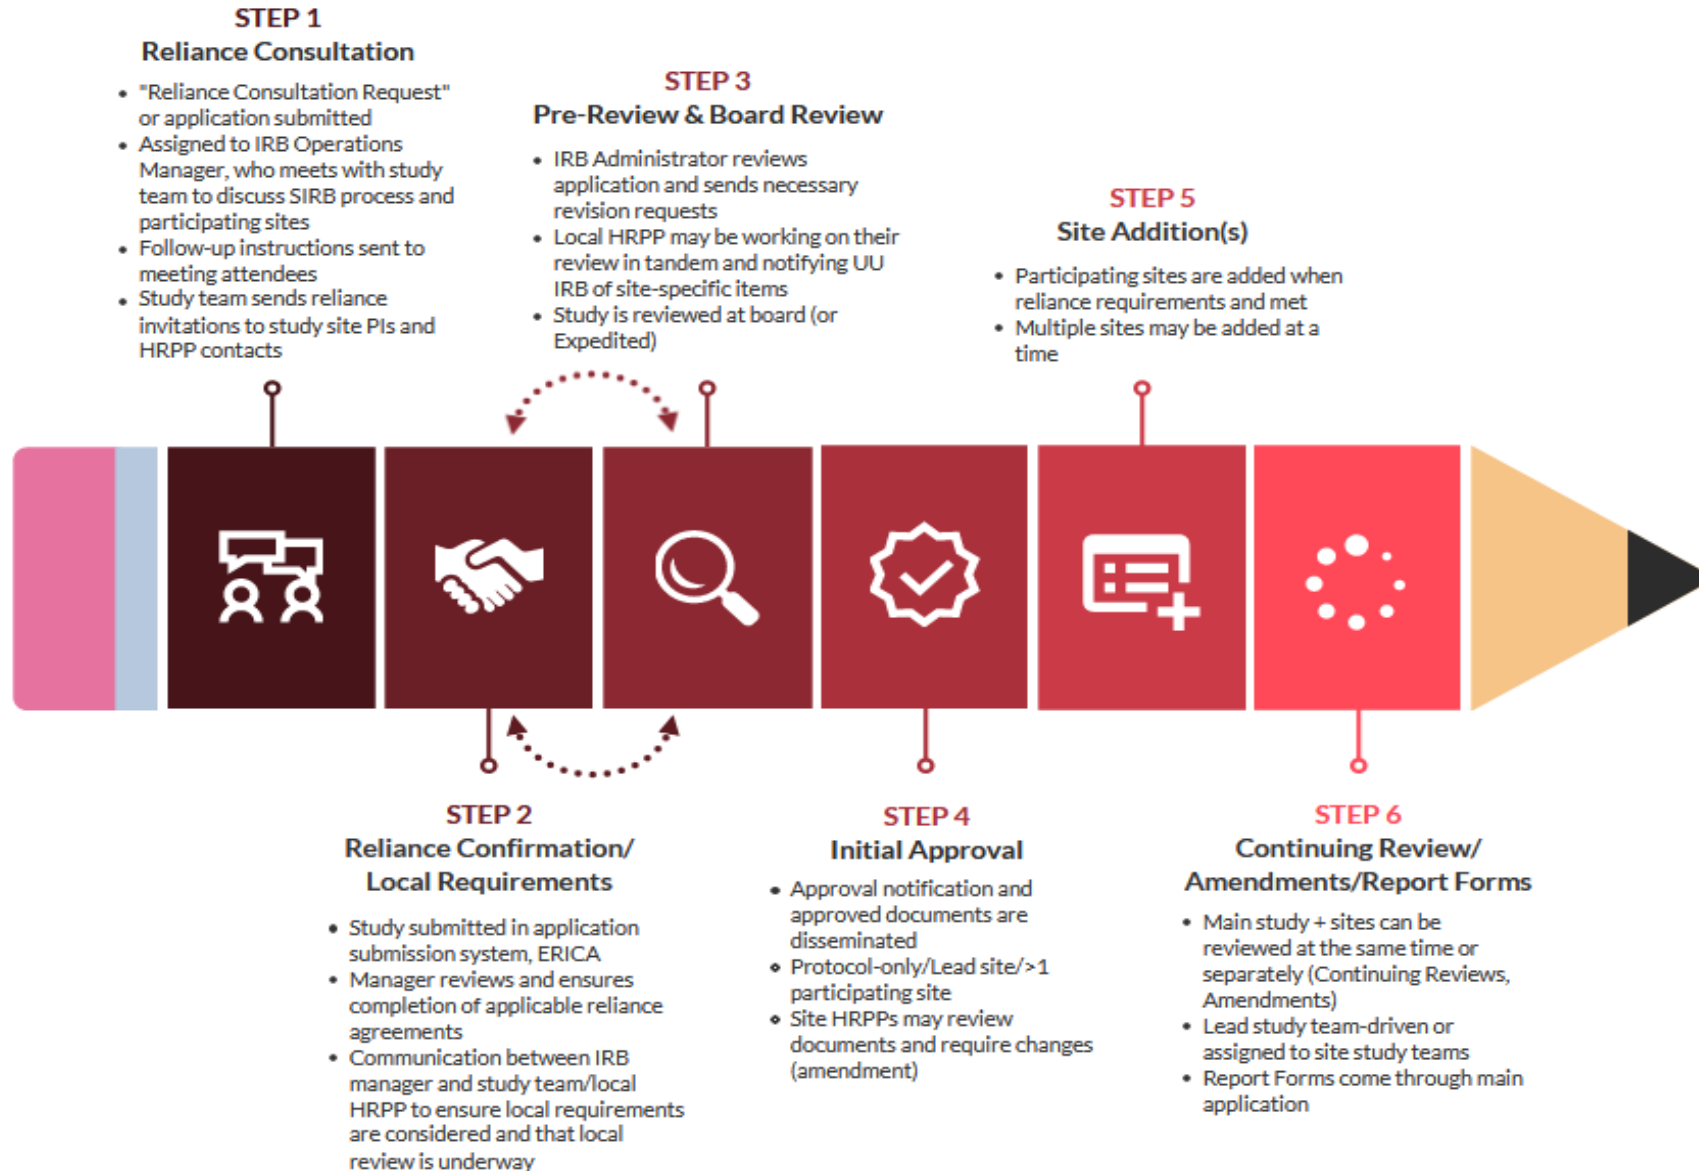 STEP 1
Reliance Consultation
• "Reliance Consultation Request"
or application submitted
• Assigned to IRB Operations
Manager, who meets with study
team to discuss SIRB process and
participating sites
• Follow-up instructions sent to
meeting attendees
• Study team sends reliance
invitations to study site PIs and
HRPP contacts
STEP 2
Reliance Confirmation/
Local Requirements
• Study submitted in application
submission system, ERICA
• Manager reviews and ensures
completion of applicable reliance
agreements
• Communication between IRB
manager and study team/local
HRPP to ensure local requirements
are considered and that local
review is underway
STEP 3
Pre-Review & Board Review
• IRB Administrator reviews
application and sends necessary
revision requests
• Local HRPP may be working on their
review in tandem and notifying UU
IRB of site-specific items
• Study is reviewed at board (or
Expedited)
STEP 4
Initial Approval
• Approval notification and
approved documents are
disseminated
• Protocol-only/Lead site/>1
participating site
• Site HRPPs may review
documents and require changes
(amendment)
STEP 5
Site Addition(s)
• Participating sites are added when
reliance requirements and met
• Multiple sites may be added at a
time
STEP 6
Continuing Review/
Amendments/Report Forms
• Main study + sites can be
reviewed at the same time or
separately (Continuing Reviews,
Amendments)
• Lead study team-driven or
assigned to site study teams
• Report Forms come through main
application